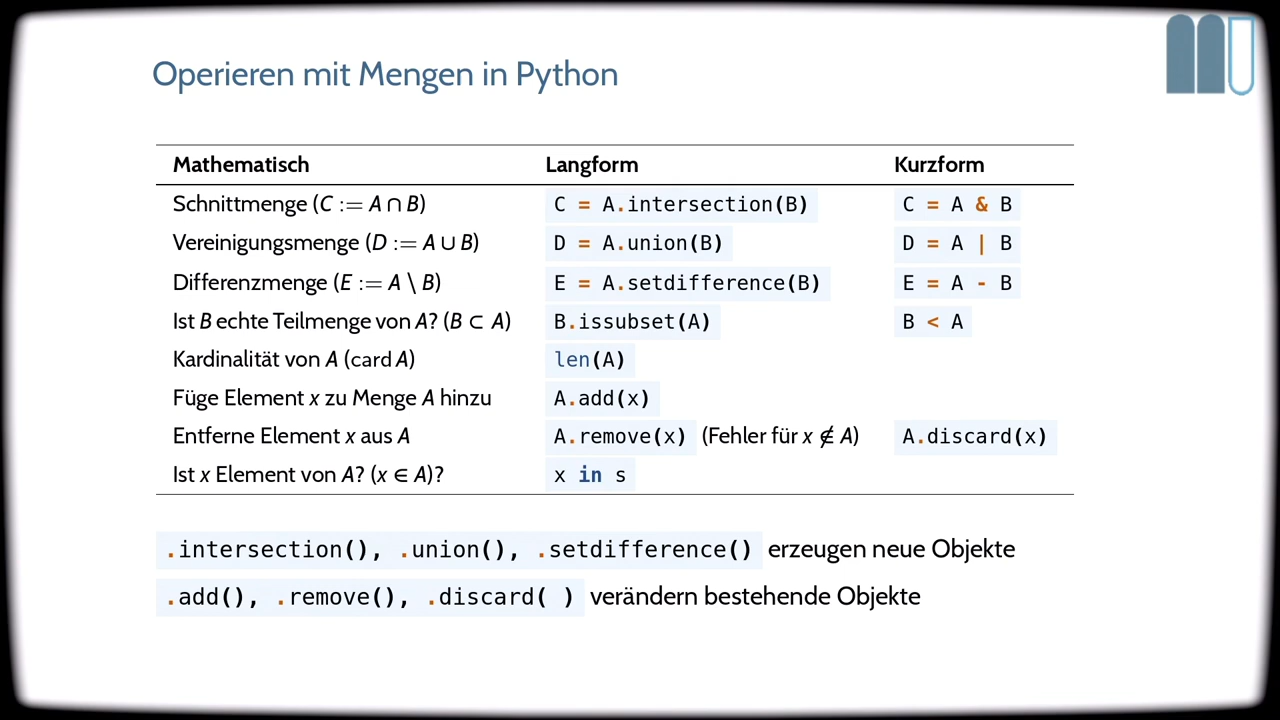 Operieren mit Mengen in Python
Mathematisch Langform Kurzform
Schnittmenge (C := A ∩ B) C = A.intersection(B) C = A & B
Vereinigungsmenge (D := A ∪ B) D = A.union(B) D = A | B
Differenzmenge (E := A \ B) E = A.setdifference(B) E = A - B
Ist B echte Teilmenge von A? (B ⊂ A) B.issubset(A) B < A
Kardinalität von A (card A) len(A)
Füge Element x zu Menge A hinzu A.add(x)
Entferne Element x aus A A.remove(x) (Fehler für x ∉ A) A.discard(x)
Ist x Element von A? (x ∈ A)? x in s
.intersection(), .union(), .setdifference() erzeugen neue Objekte
.add(), .remove(), .discard( ) verändern bestehende Objekte